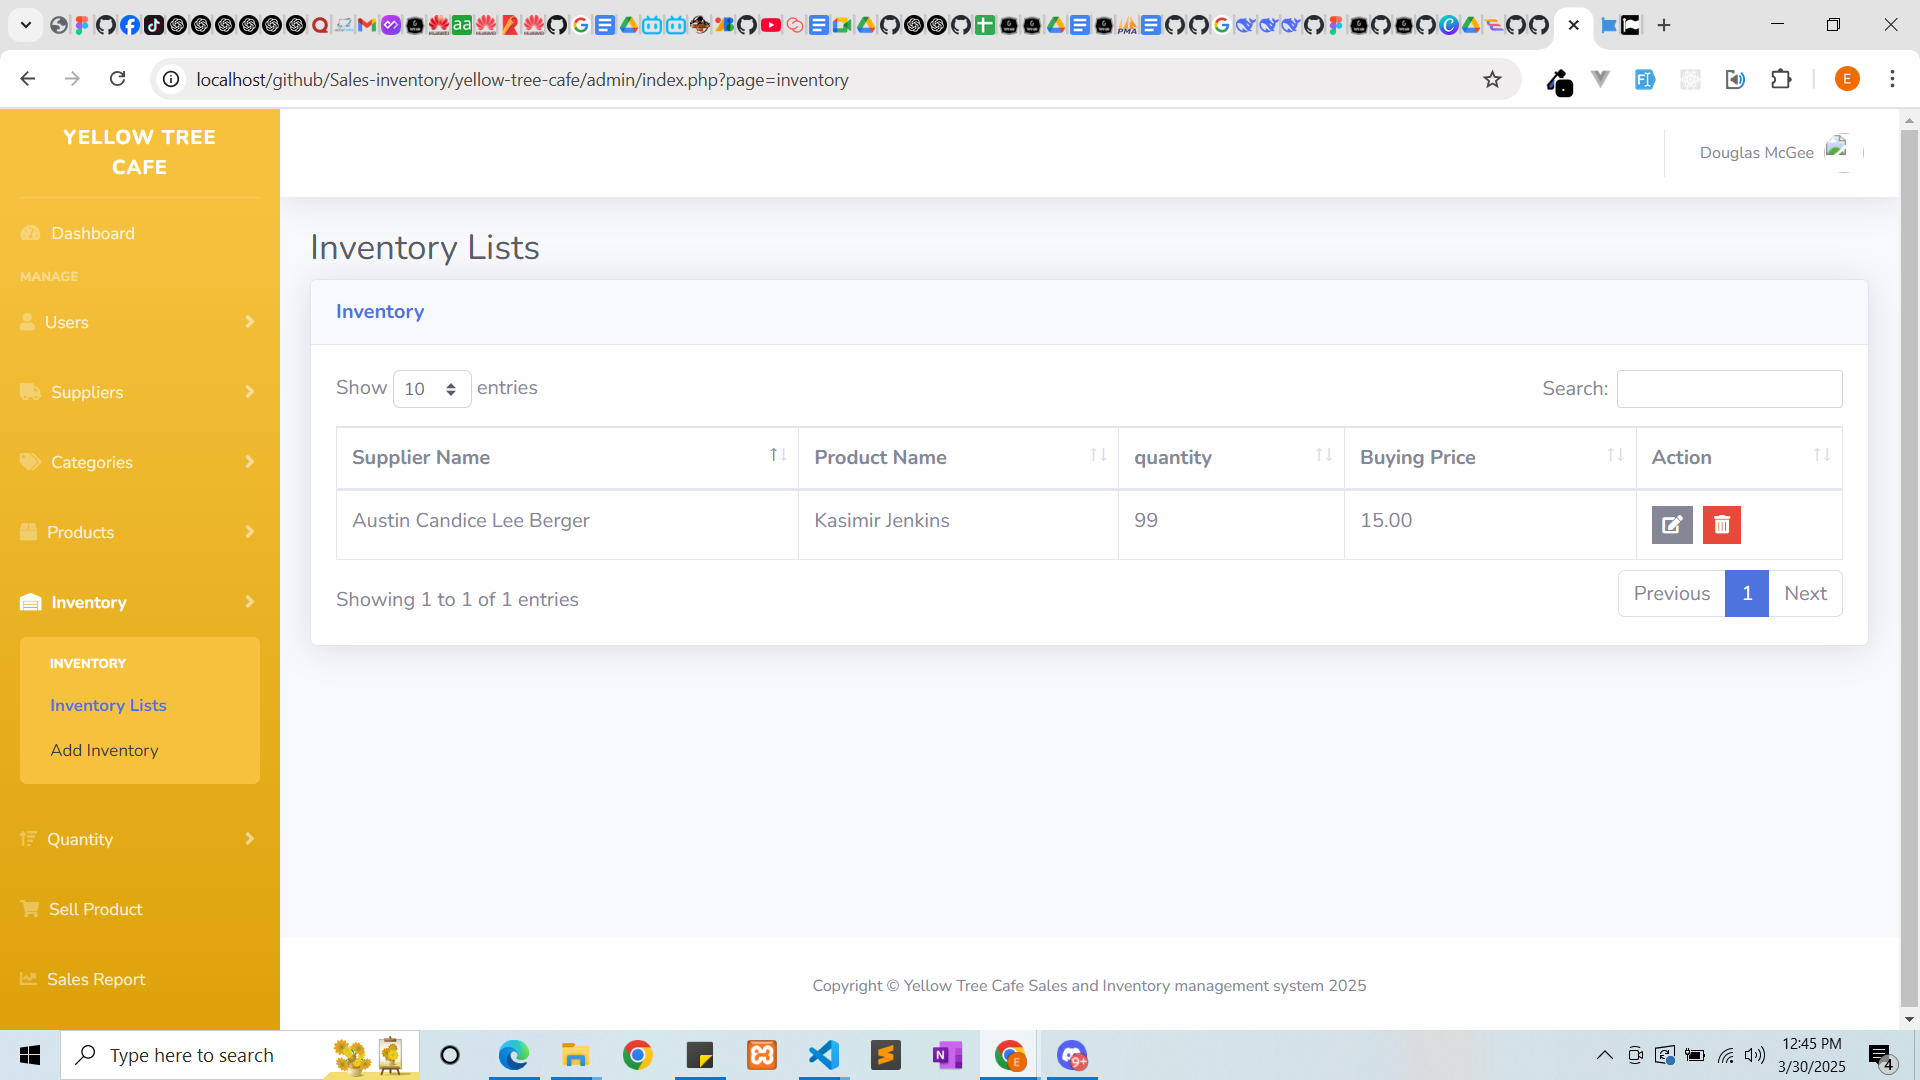 localhost/github/Sales-inventory/yellow-tree-cafe/admin/index.php?page=inventory
E
YELLOW TREE
CAFE
Douglas McGee
Dashboard
MANAGE
Users
Suppliers
Categories
Products
Inventory
INVENTORY
Inventory Lists
Add Inventory
Quantity
Sell Product
Sales Report
Inventory Lists
Inventory
Show 10 entries
Search:
Supplier Name Product Name quantity Buying Price Action
Austin Candice Lee Berger Kasimir Jenkins 99 15.00
Showing 1 to 1 of 1 entries
Previous 1 Next
Copyright © Yellow Tree Cafe Sales and Inventory management system 2025
Type here to search
E
9+
12:45 PM
3/30/2025
4